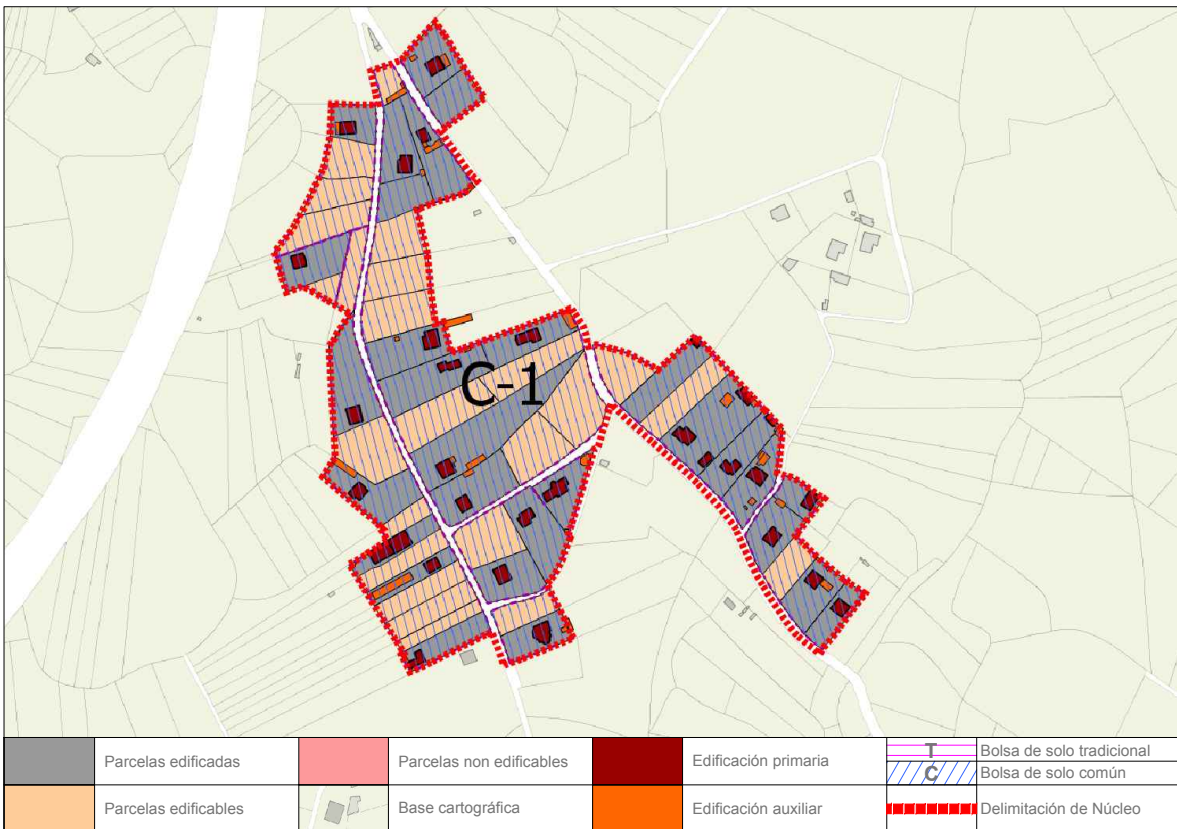 C-1
Parcelas edificadas
Parcelas non edificables
Edificación primaria
T
Bolsa de solo tradicional
C
Bolsa de solo común
Parcelas edificables
Base cartográfica
Edificación auxiliar
Delimitación de Núcleo